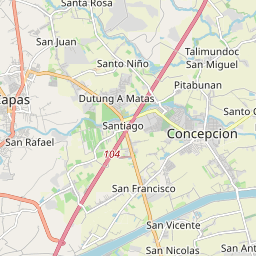 Santa Rosa
San Juan
Talimundoc
San Miguel
Santo Niño
Pitabunan
Dutung A Matas
apas
Santo
Santiago
Concepcion
San Rafael
104
San Francisco
San Vicente
San Nicolas
San Ant